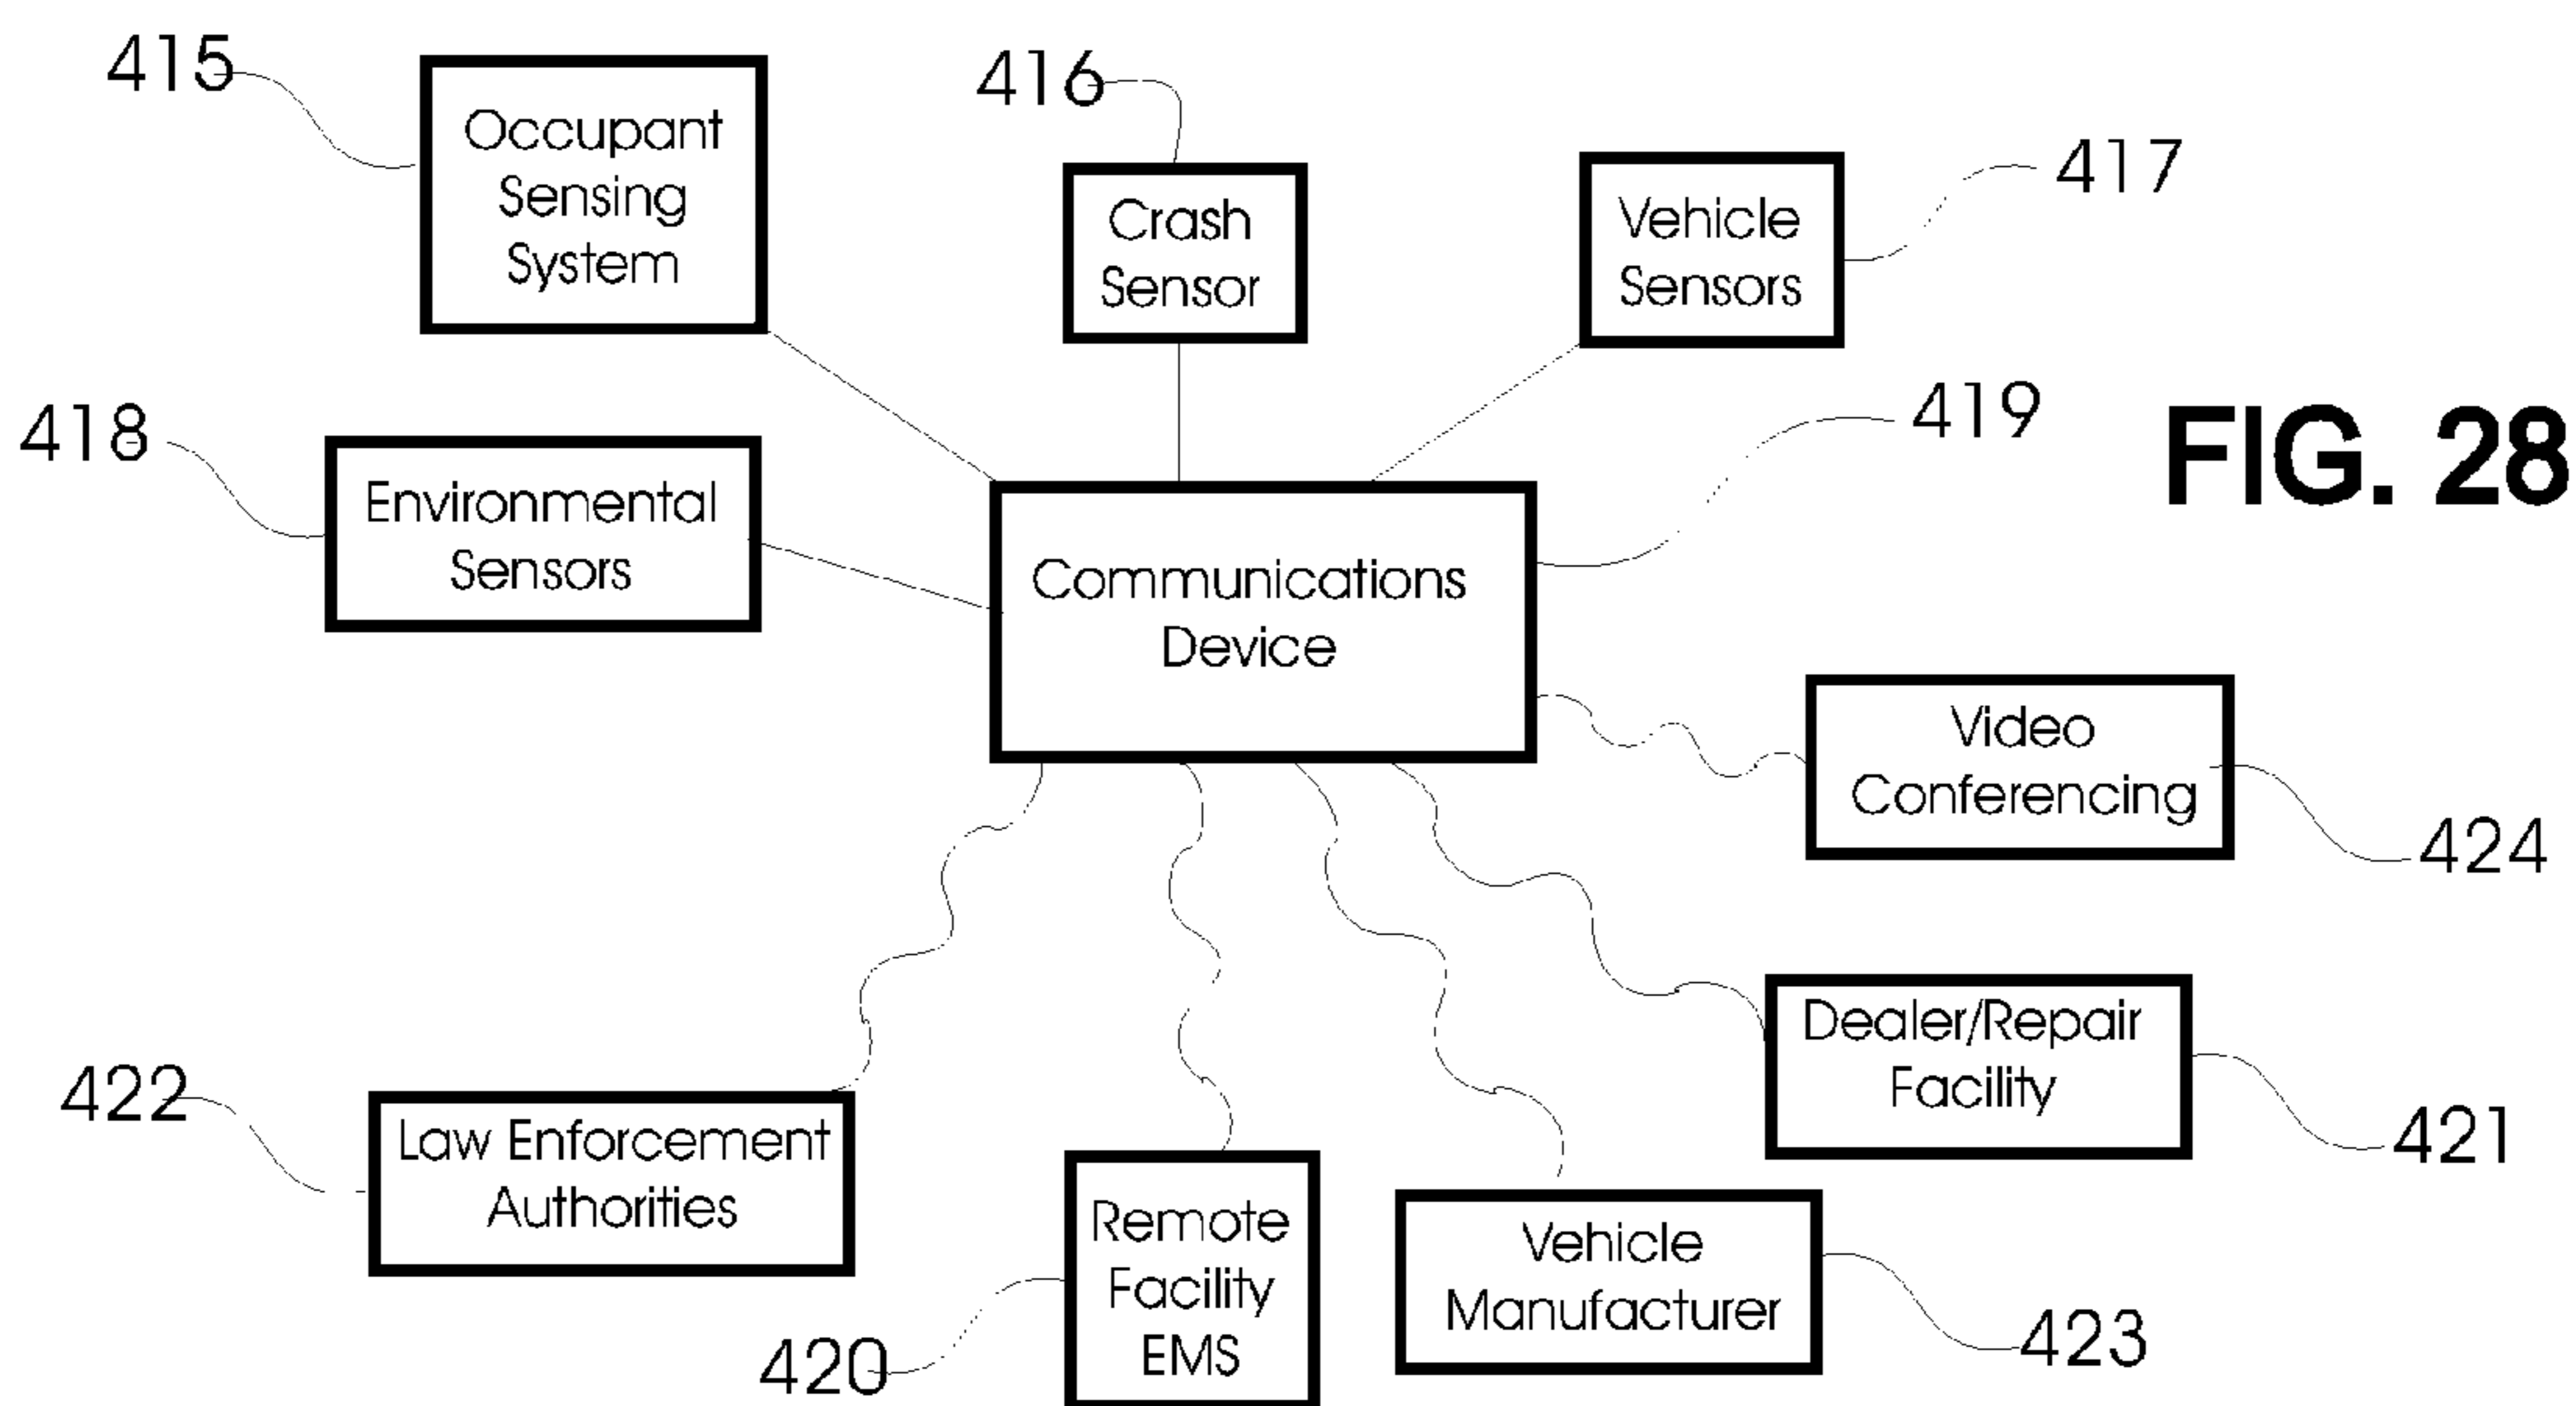 415
Occupant
Sensing
System
416
Crash
Sensor
417
Vehicle
Sensors
418
Environmental
Sensors
419
FIG. 28
Communications
Device
Video
Conferencing
424
Dealer/Repair
Facility
421
422
Law Enforcement
Authorities
420
Remote
Facility
EMS
Vehicle
Manufacturer
423